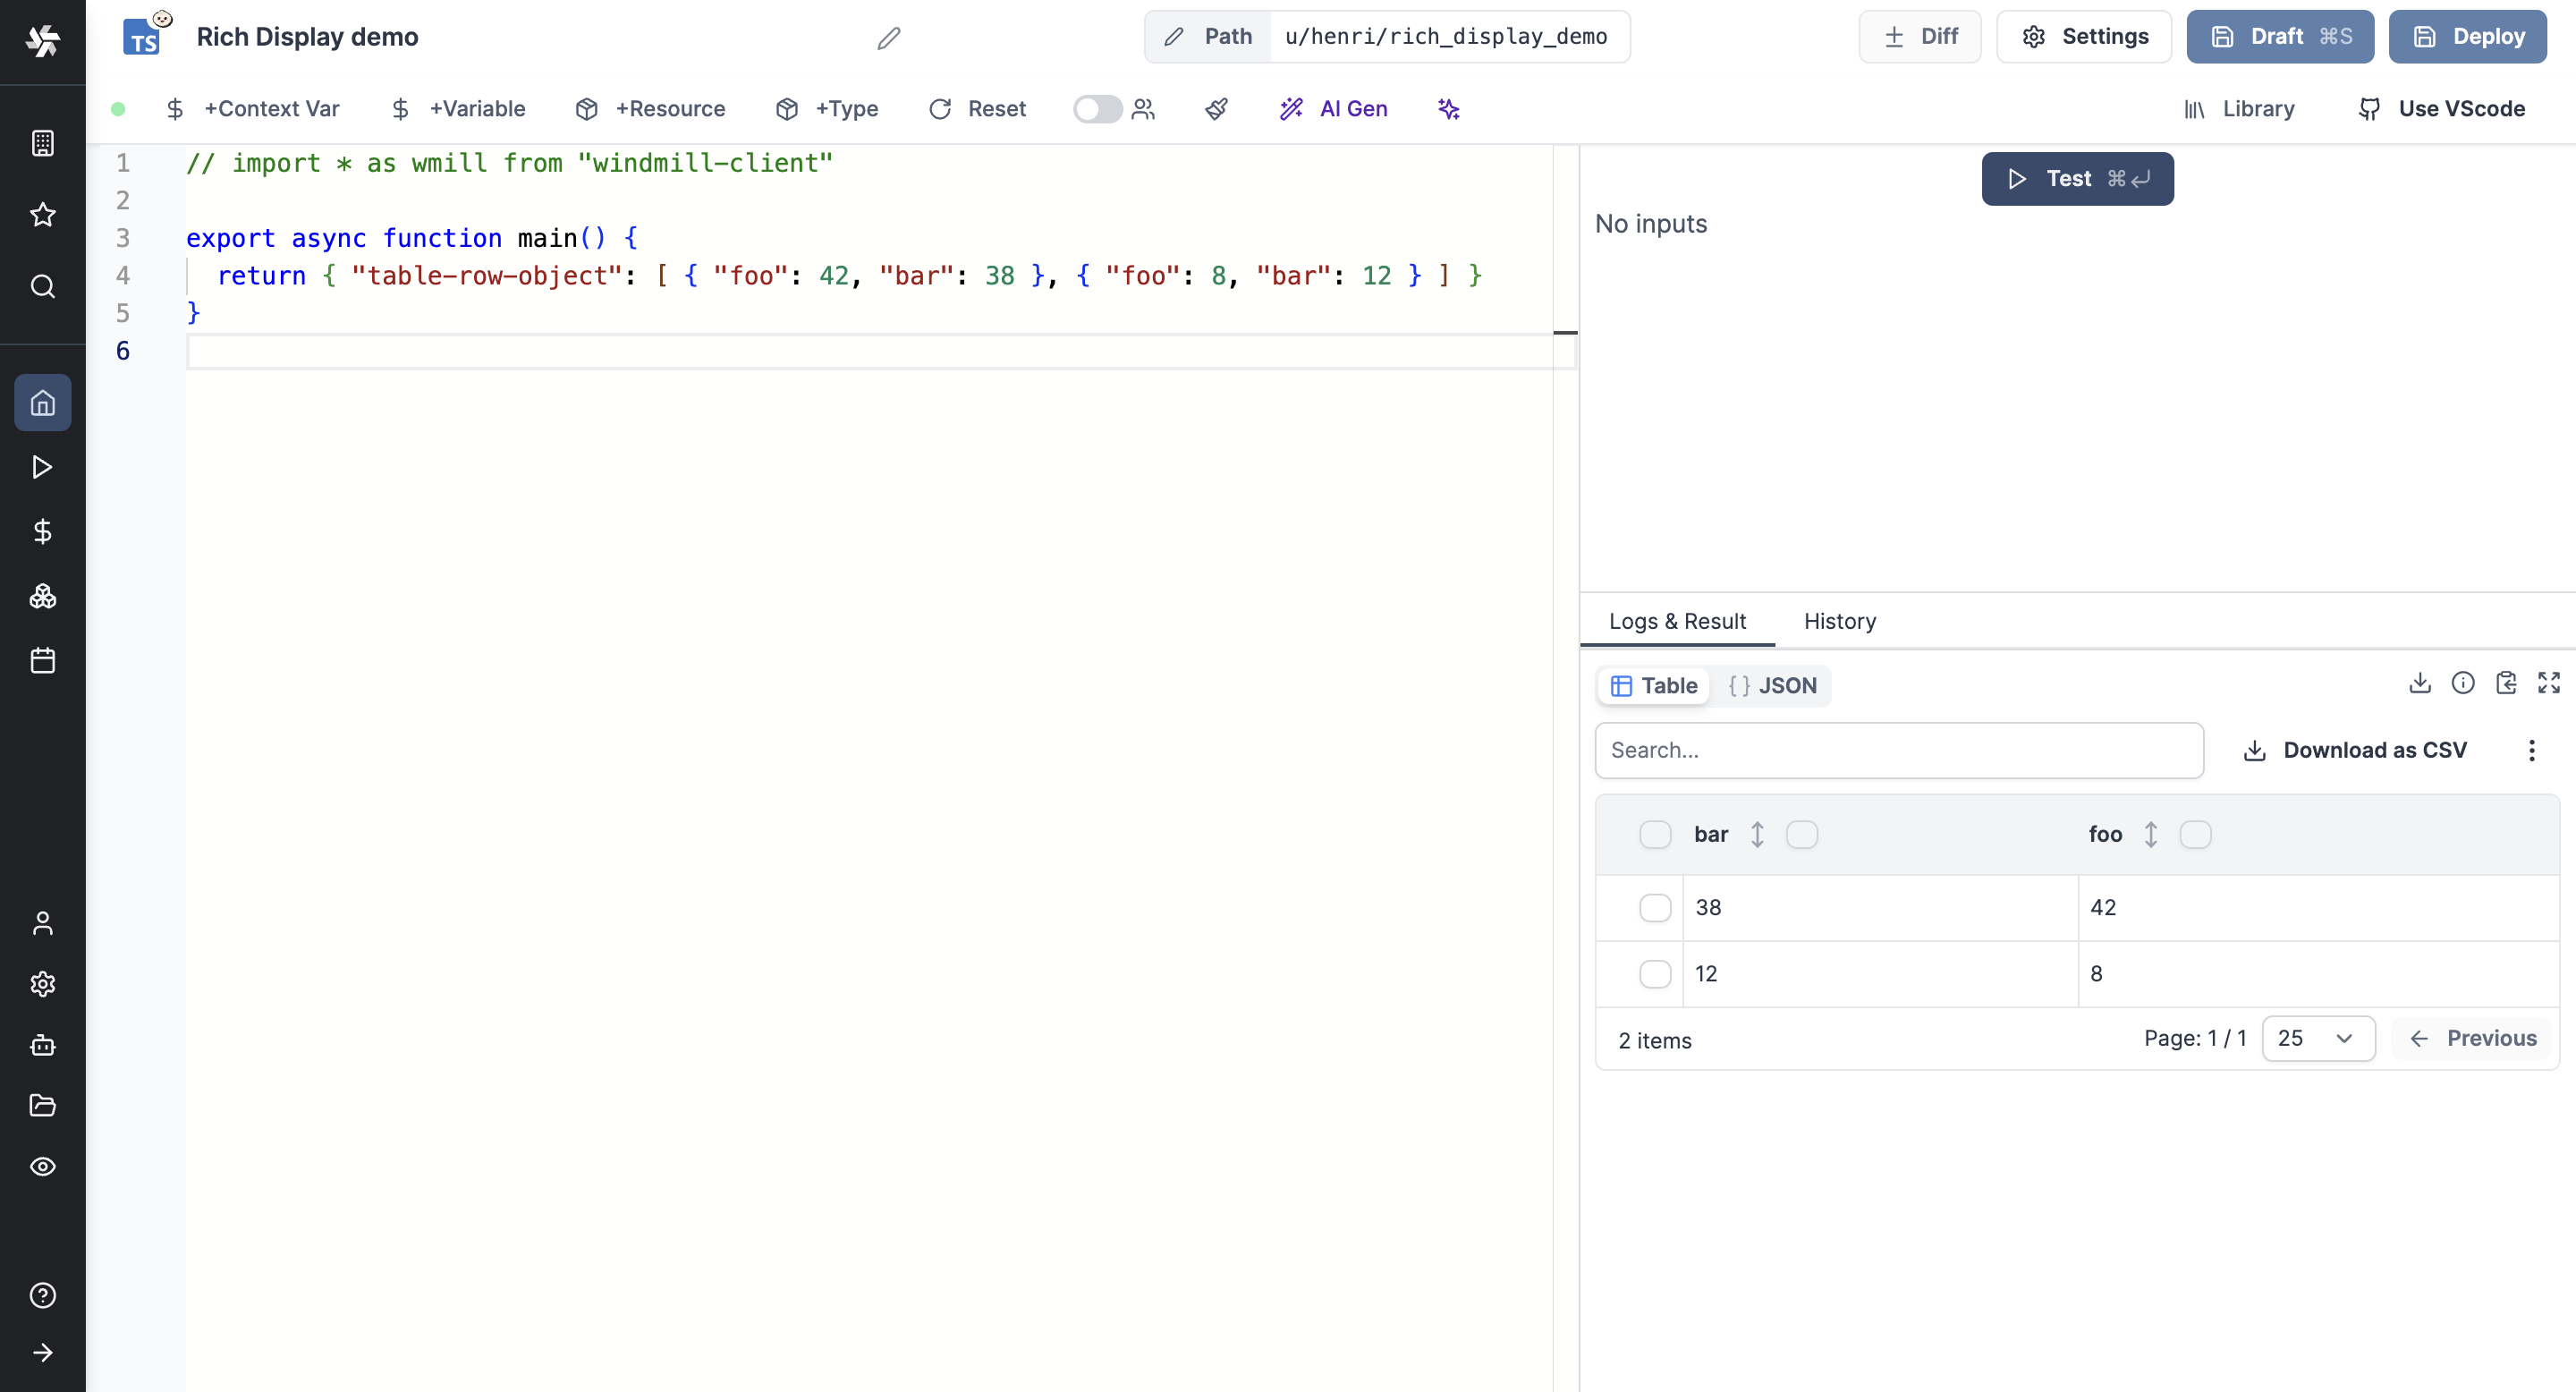 TS Rich Display demo
Path u/henri/rich_display_demo
Diff Settings Draft ⌘S Deploy
+Context Var +Variable +Resource +Type Reset AI Gen Library Use VScode
1 // import * as wmill from "windmill-client"
2
3 export async function main() {
4 return { "table-row-object": [ { "foo": 42, "bar": 38 }, { "foo": 8, "bar": 12 } ] }
5 }
6
Test ⌘↵
No inputs
Logs & Result History
Table {} JSON
Search... Download as CSV
bar foo
38 42
12 8
2 items Page: 1 / 1 25 Previous